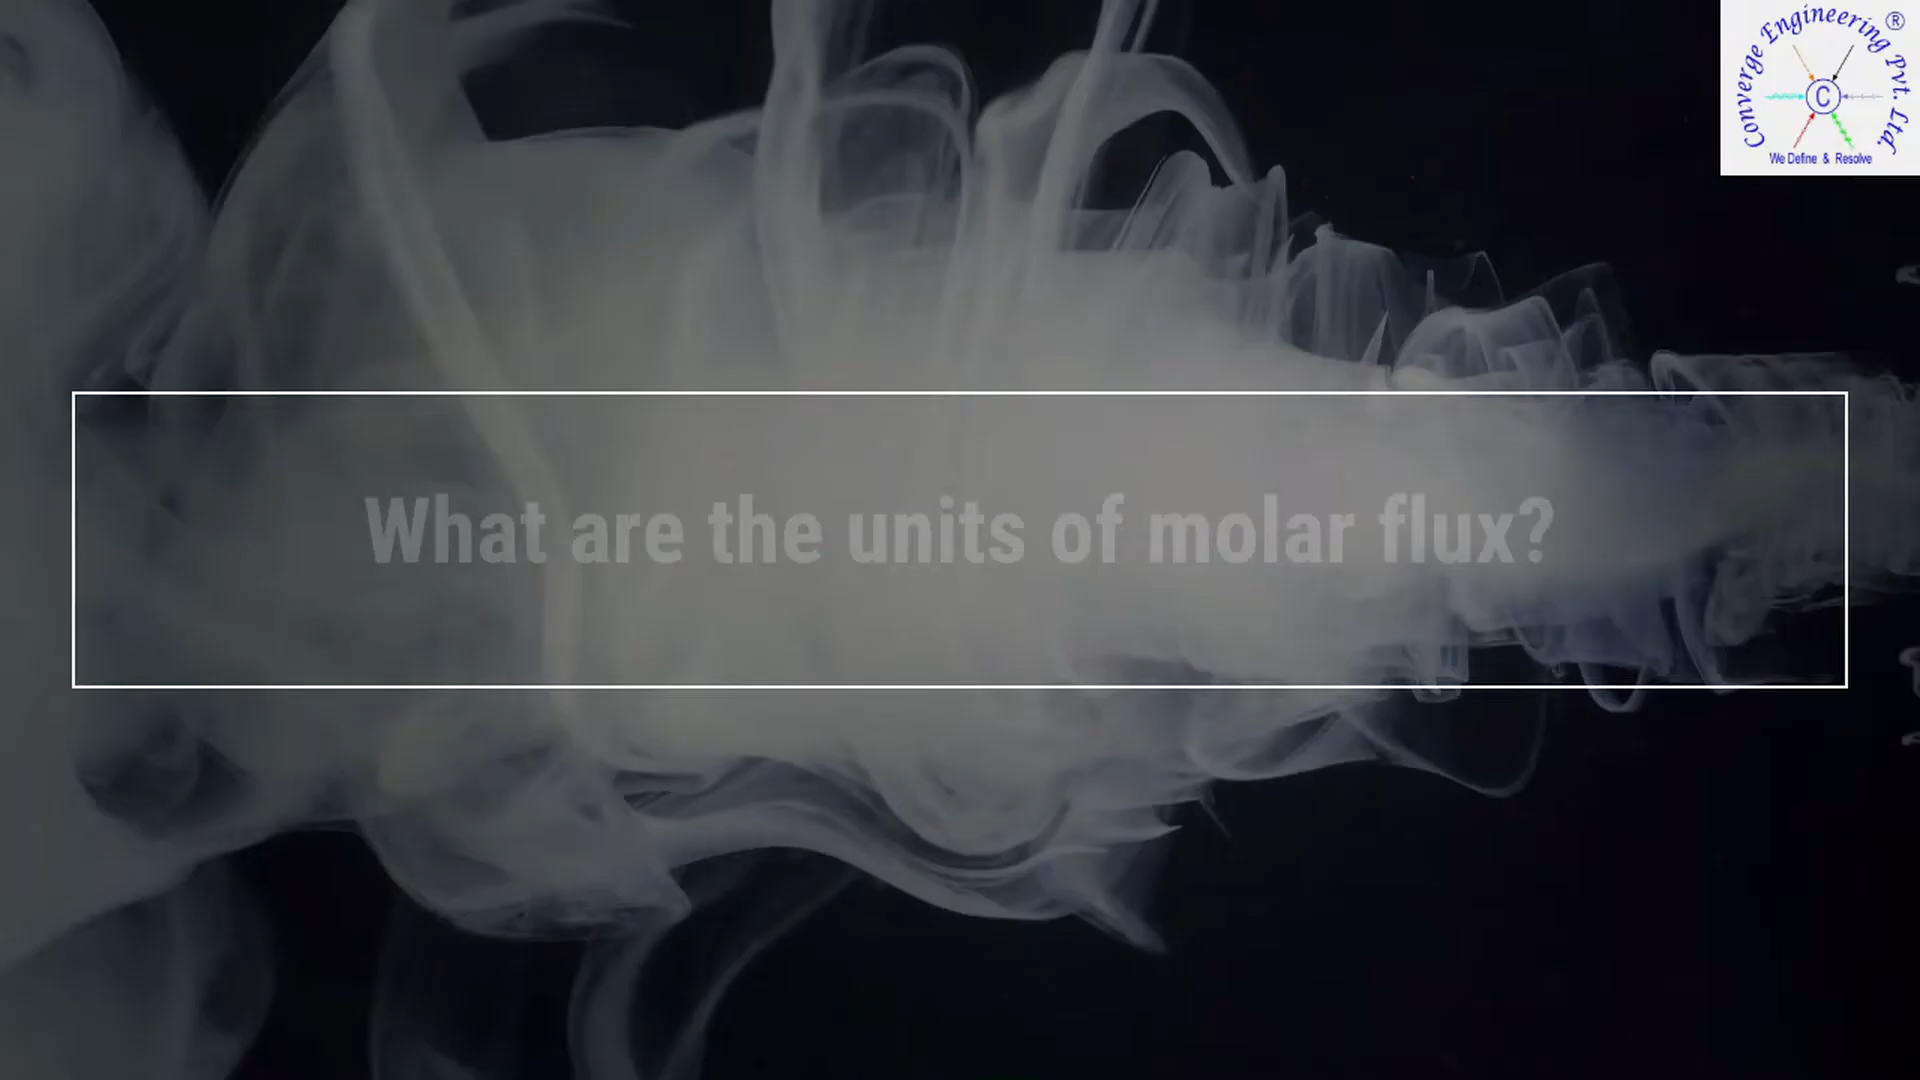 Converge Engineering Pvt. Ltd. ®
C
We Define & Resolve
What are the units of molar flux?